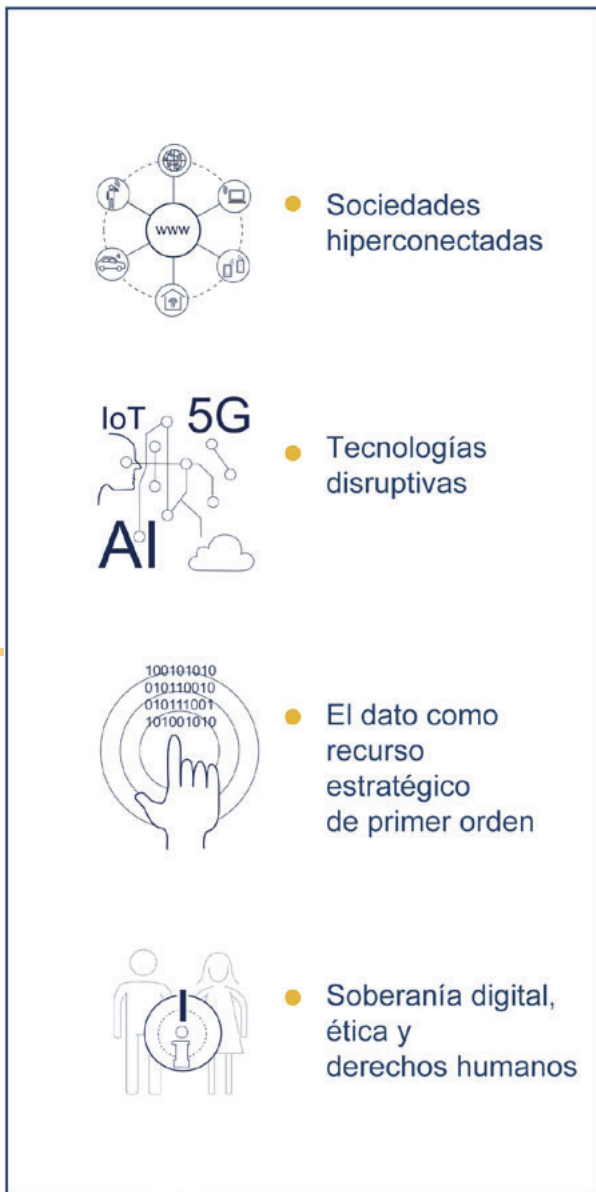 www
Sociedades
hiperconectadas
IoT 5G
AI
Tecnologías
disruptivas
100101010
010110010
010111001
101001010
El dato como
recurso
estratégico
de primer orden
i
Soberanía digital,
ética y
derechos humanos